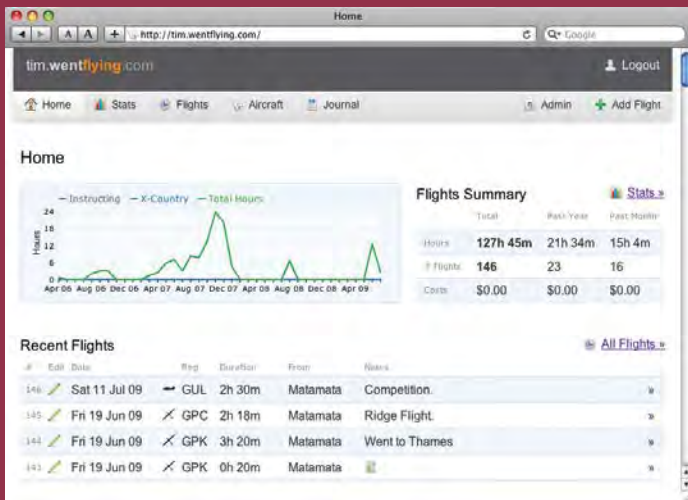 Home
A A + http://tim.wentflying.com/ C Q Google
tim.wentflying.com Logout
Home Stats Flights Aircraft Journal Admin Add Flight
Home
Instructing X-Country Total Hours
24
18
12
6
0
Hours
Apr 06 Aug 06 Dec 06 Apr 07 Aug 07 Dec 07 Apr 08 Aug 08 Dec 08 Apr 09
Flights Summary Stats »
Total Past Year Past Month
Hours 127h 45m 21h 34m 15h 4m
# Flights 146 23 16
Costs $0.00 $0.00 $0.00
Recent Flights All Flights »
# Edit Date Reg Duration From Notes
146 Sat 11 Jul 09 GUL 2h 30m Matamata Competition. »
145 Fri 19 Jun 09 GPC 2h 18m Matamata Ridge Flight. »
144 Fri 19 Jun 09 GPK 3h 20m Matamata Went to Thames »
143 Fri 19 Jun 09 GPK 0h 20m Matamata »